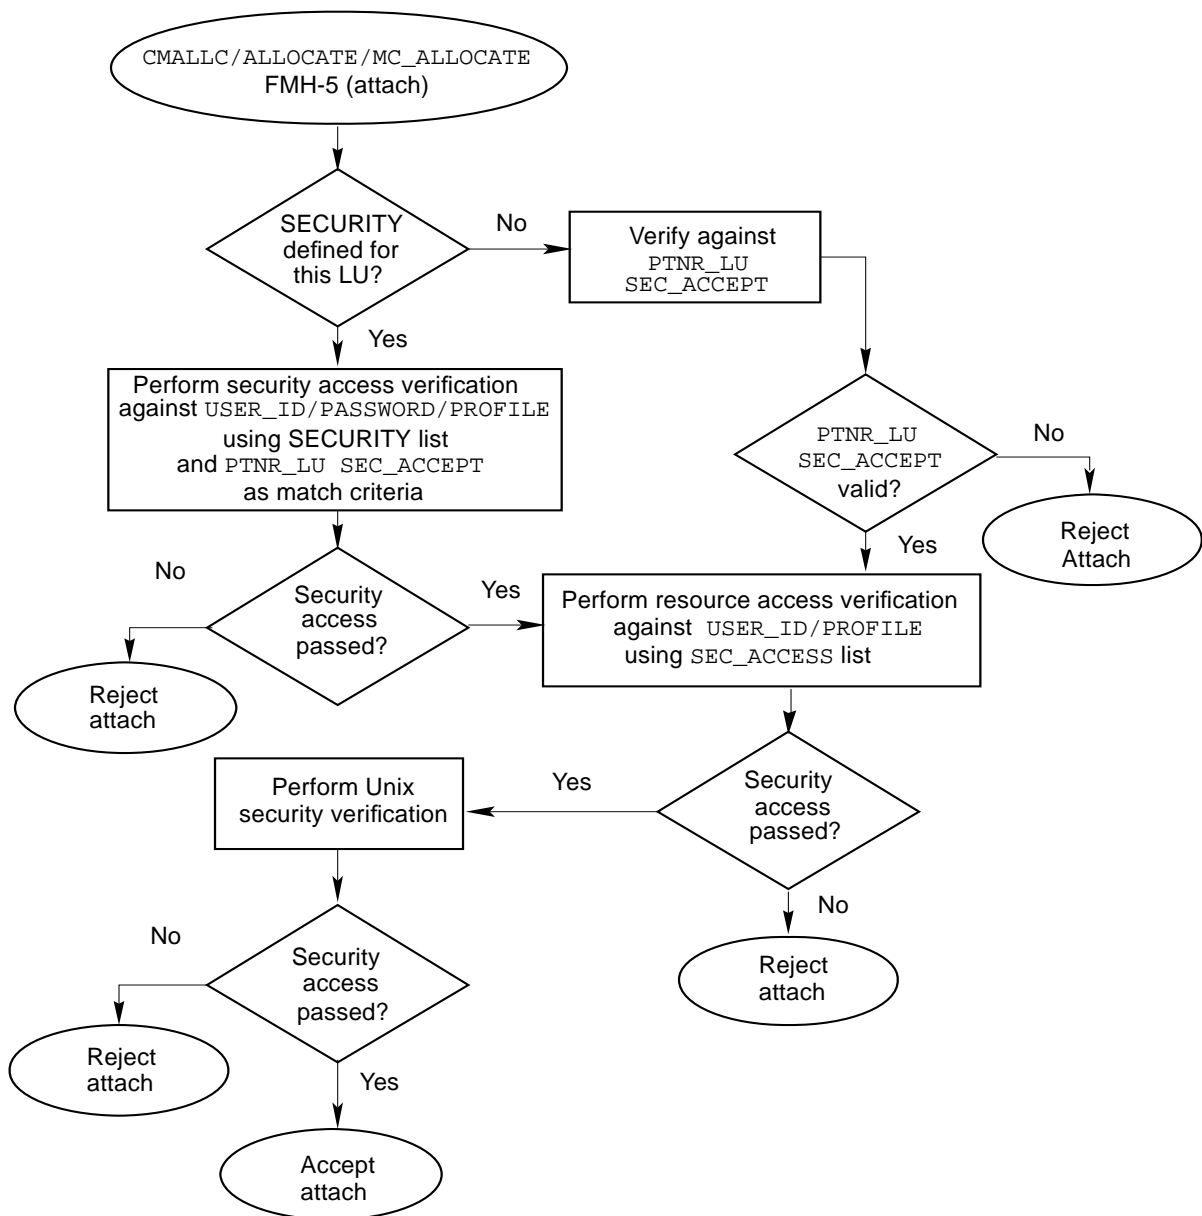 CMALLC/ALLOCATE/MC_ALLOCATE
FMH-5 (attach)
SECURITY
defined for
this LU?
No
Verify against
PTNR_LU
SEC_ACCEPT
Yes
Perform security access verification
against USER_ID/PASSWORD/PROFILE
using SECURITY list
and PTNR_LU SEC_ACCEPT
as match criteria
PTNR_LU
SEC_ACCEPT
valid?
No
Reject
Attach
Yes
No
Security
access
passed?
Yes
Perform resource access verification
against USER_ID/PROFILE
using SEC_ACCESS list
Reject
attach
Perform Unix
security verification
Yes
Security
access
passed?
No
Reject
attach
No
Security
access
passed?
Reject
attach
Yes
Accept
attach